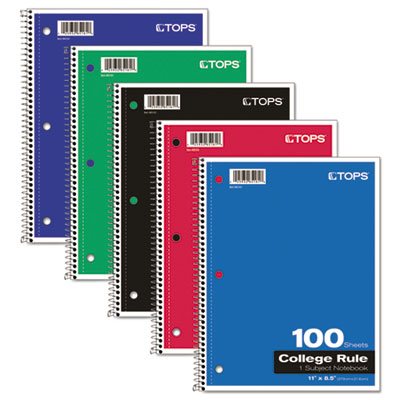 TOPS
TOPS
TOPS
TOPS
TOPS
100 Sheets
College Rule
1 Subject Notebook
11" x 8.5"